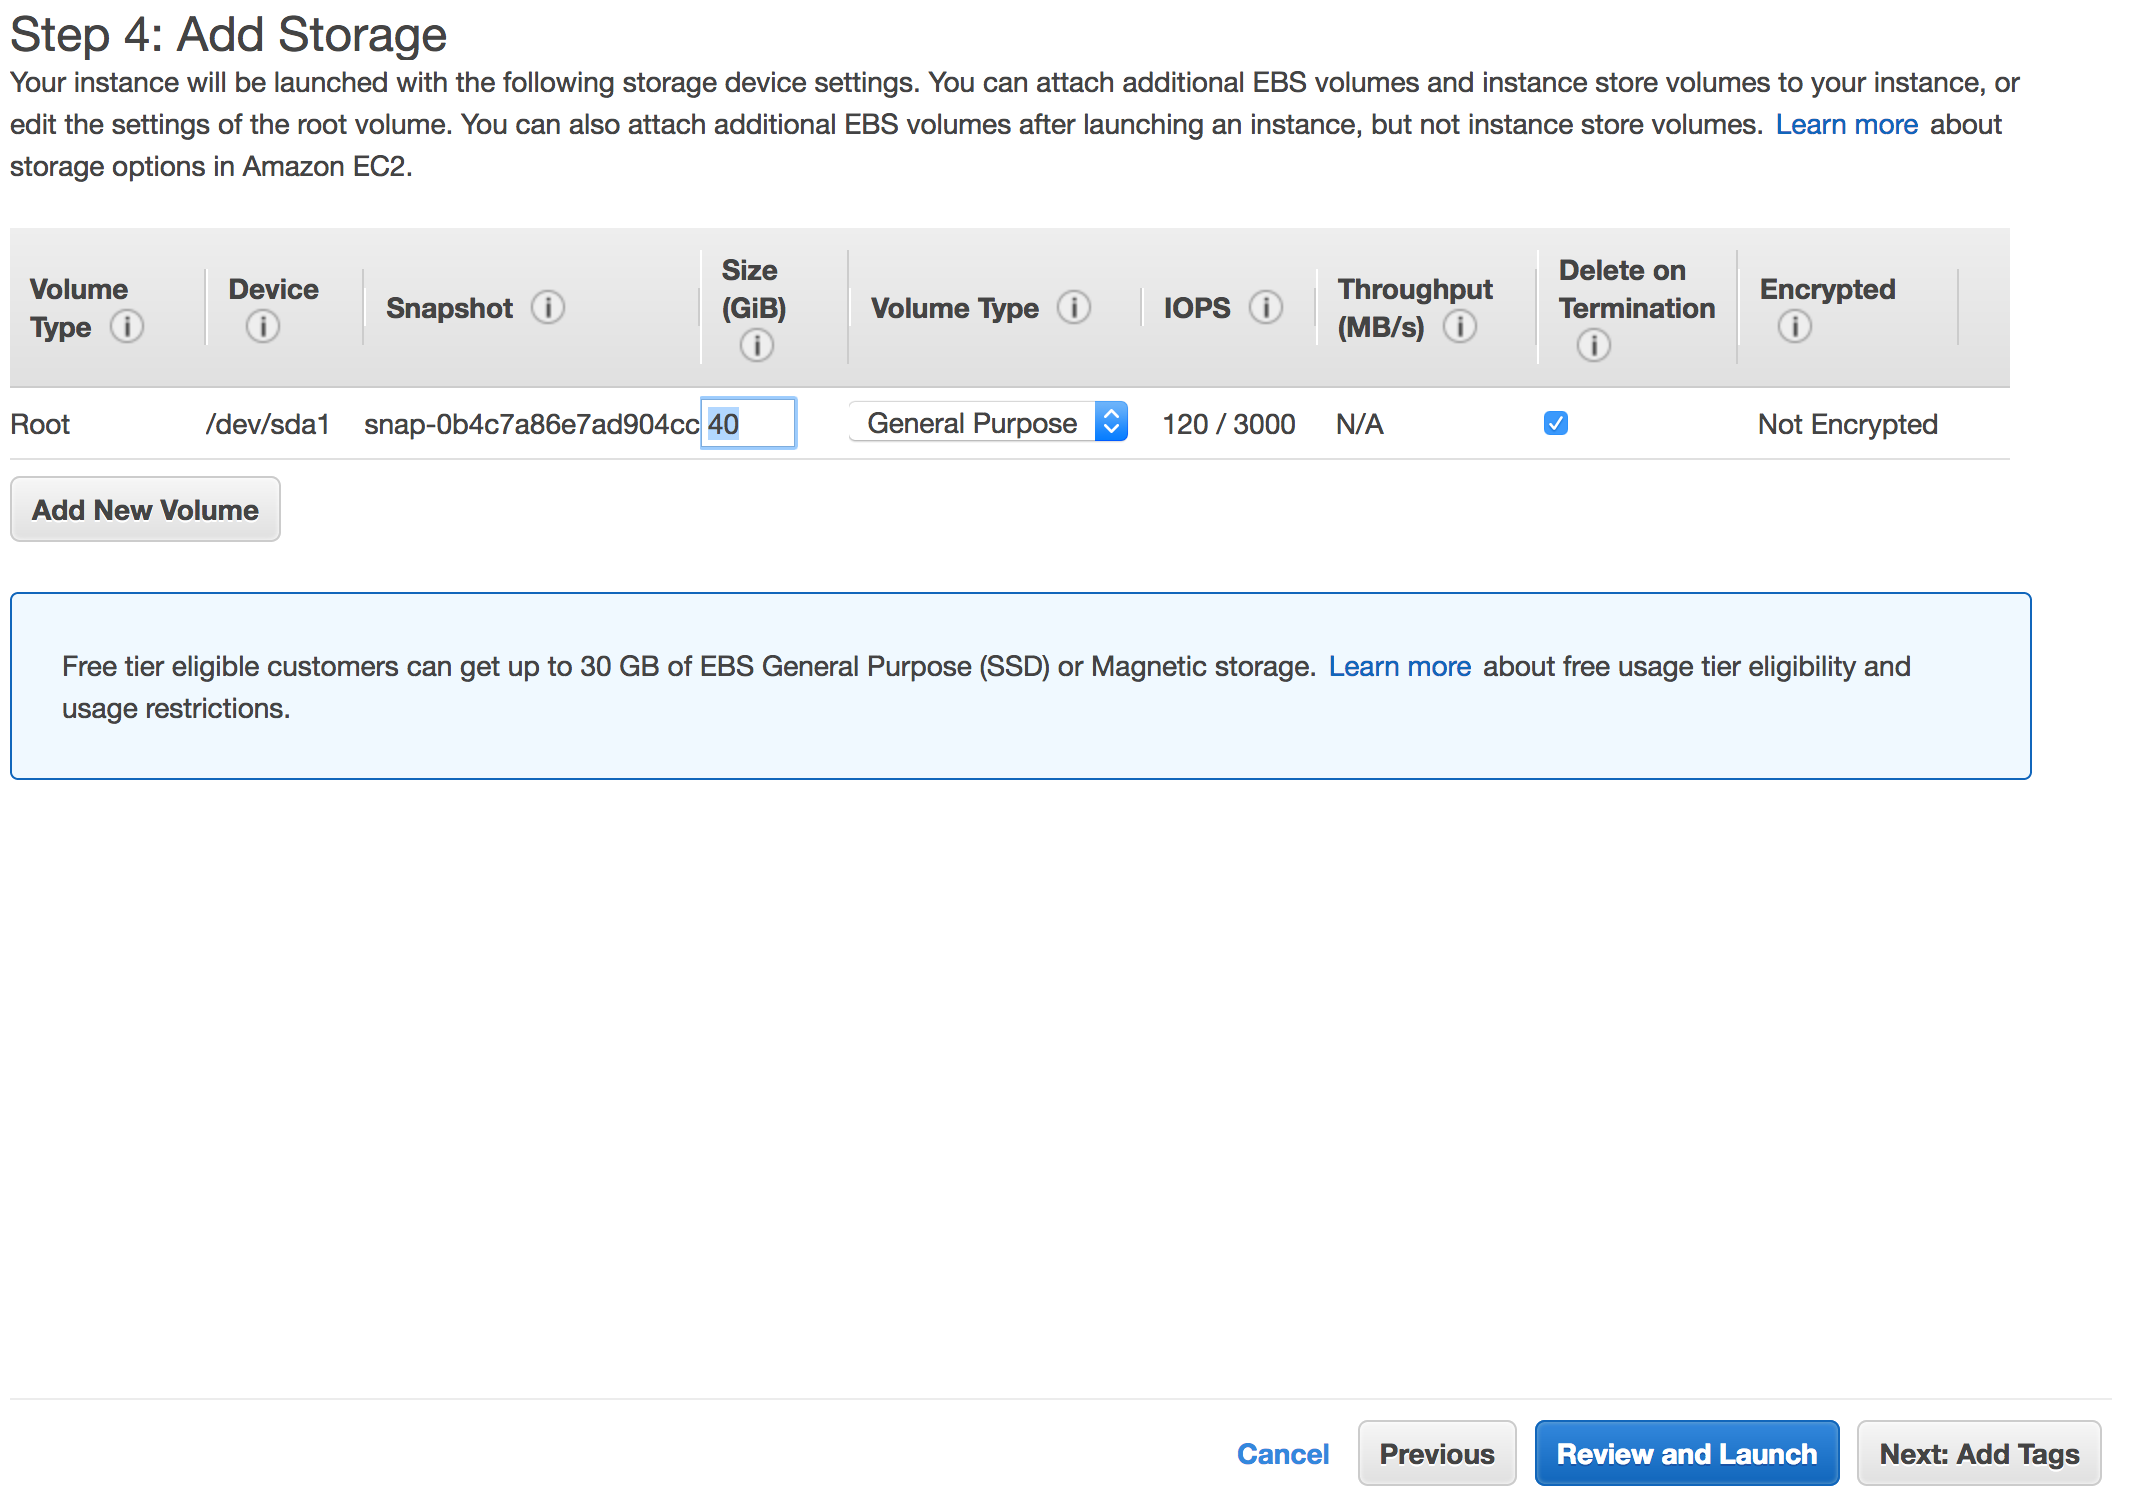 Step 4: Add Storage
Your instance will be launched with the following storage device settings. You can attach additional EBS volumes and instance store volumes to your instance, or
edit the settings of the root volume. You can also attach additional EBS volumes after launching an instance, but not instance store volumes. Learn more about
storage options in Amazon EC2.
Volume Type
Device
Snapshot
Size (GiB)
Volume Type
IOPS
Throughput (MB/s)
Delete on Termination
Encrypted
Root /dev/sda1 snap-0b4c7a86e7ad904cc 40 General Purpose 120 / 3000 N/A Not Encrypted
Add New Volume
Free tier eligible customers can get up to 30 GB of EBS General Purpose (SSD) or Magnetic storage. Learn more about free usage tier eligibility and
usage restrictions.
Cancel Previous Review and Launch Next: Add Tags